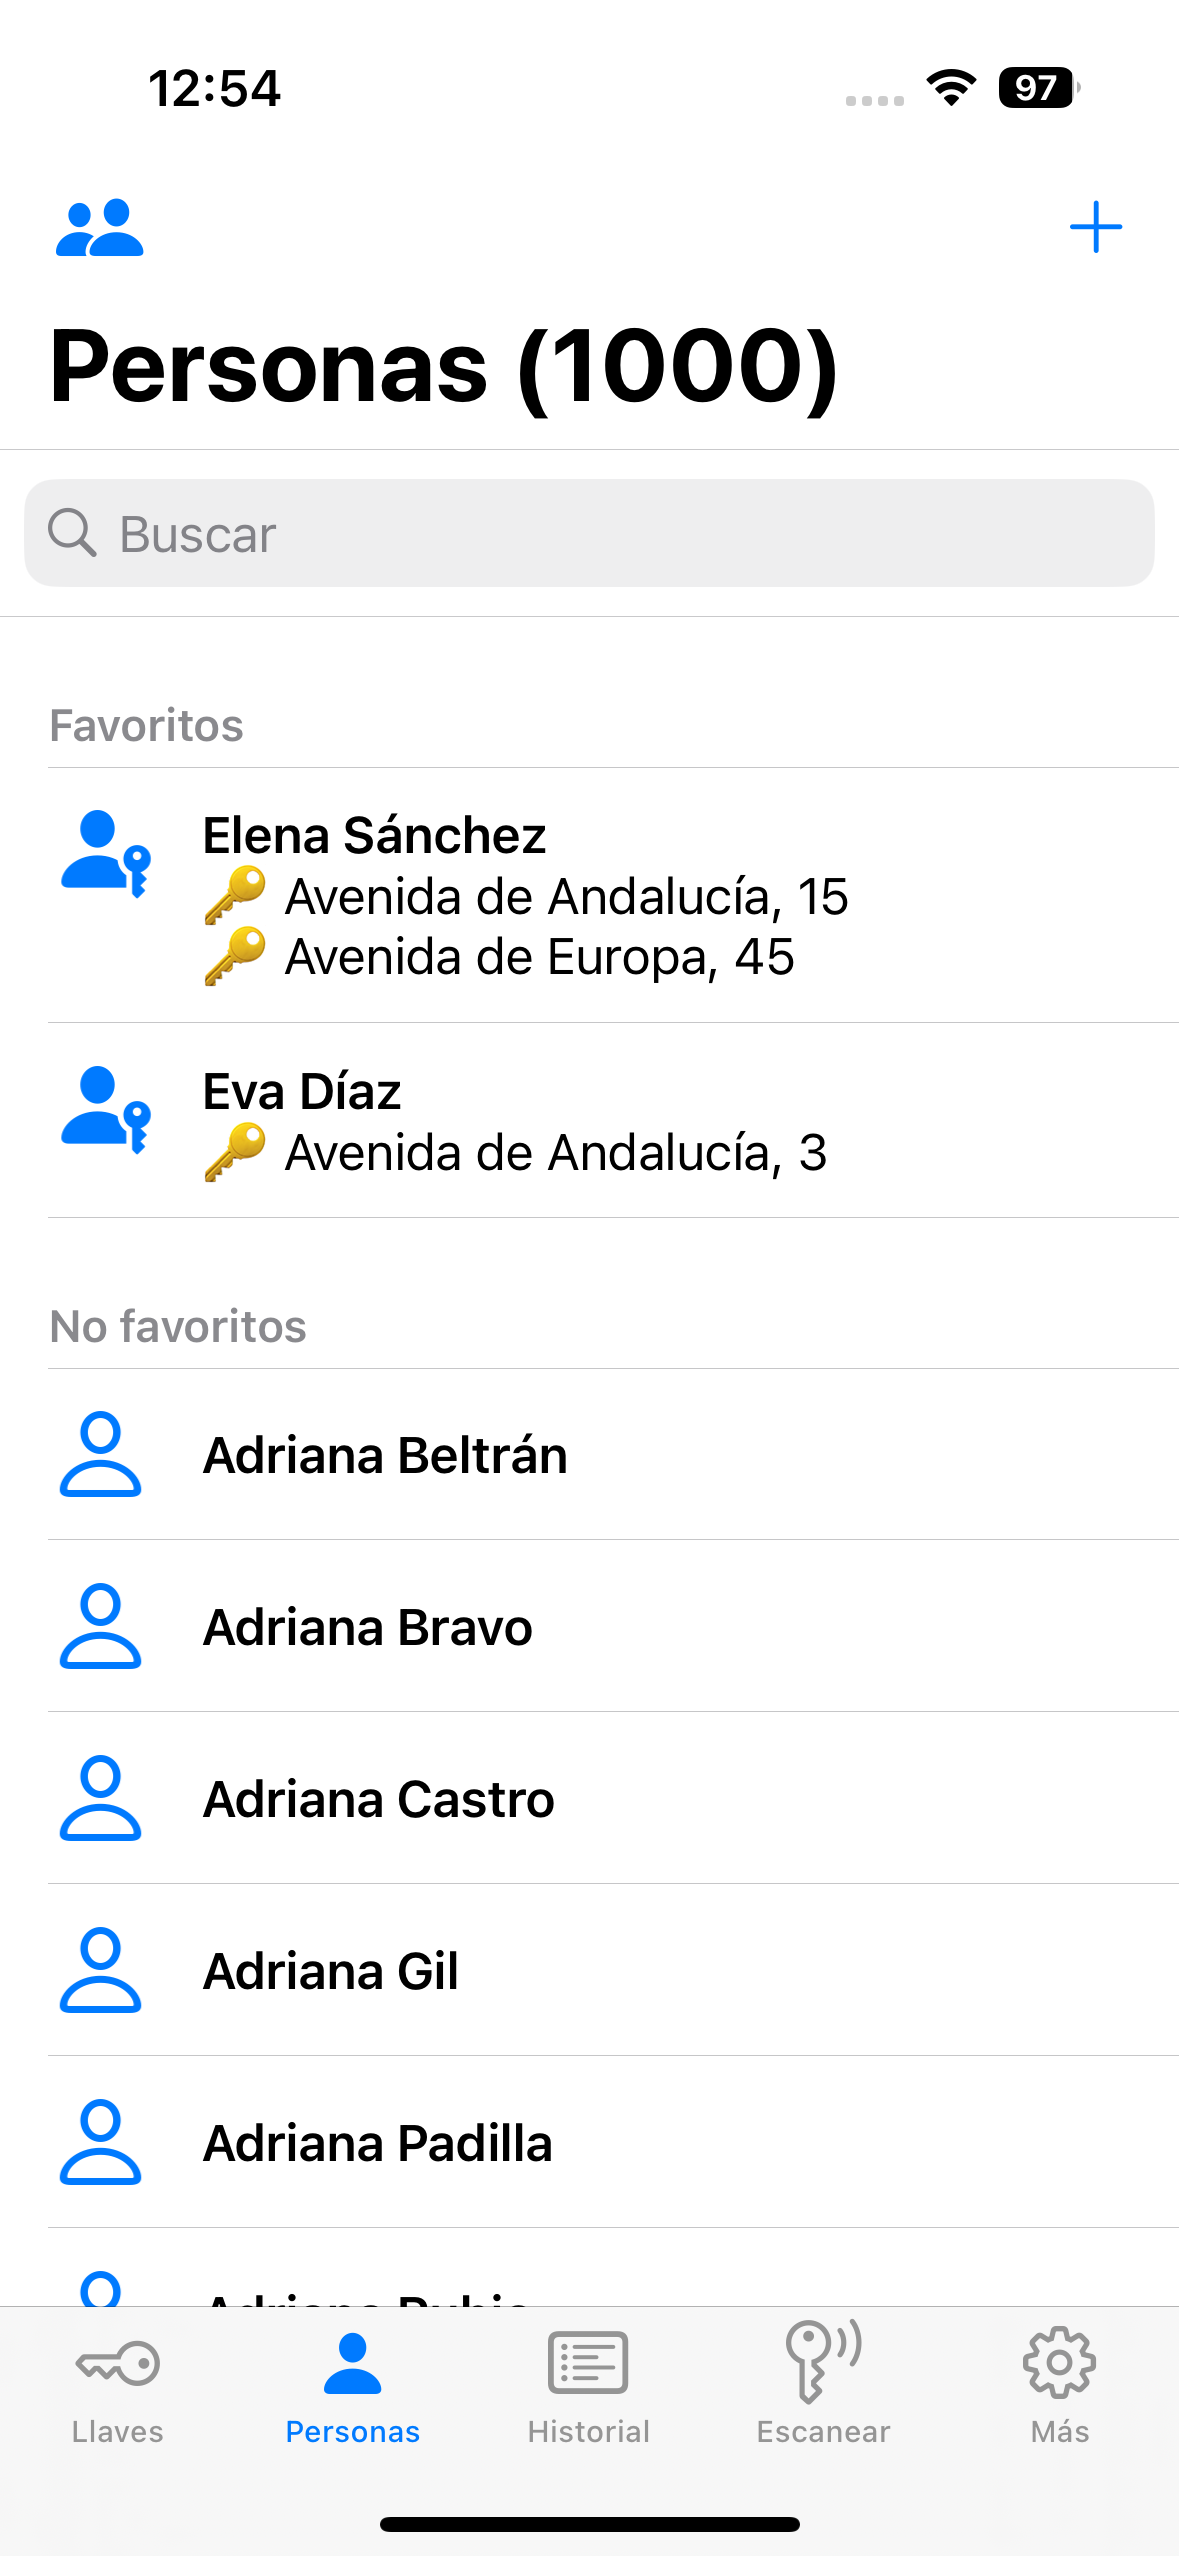 12:54
97
Personas (1000)
Buscar
Favoritos
Elena Sánchez
🔑 Avenida de Andalucía, 15
🔑 Avenida de Europa, 45
Eva Díaz
🔑 Avenida de Andalucía, 3
No favoritos
Adriana Beltrán
Adriana Bravo
Adriana Castro
Adriana Gil
Adriana Padilla
Adriana Rubio
Llaves
Personas
Historial
Escanear
Más